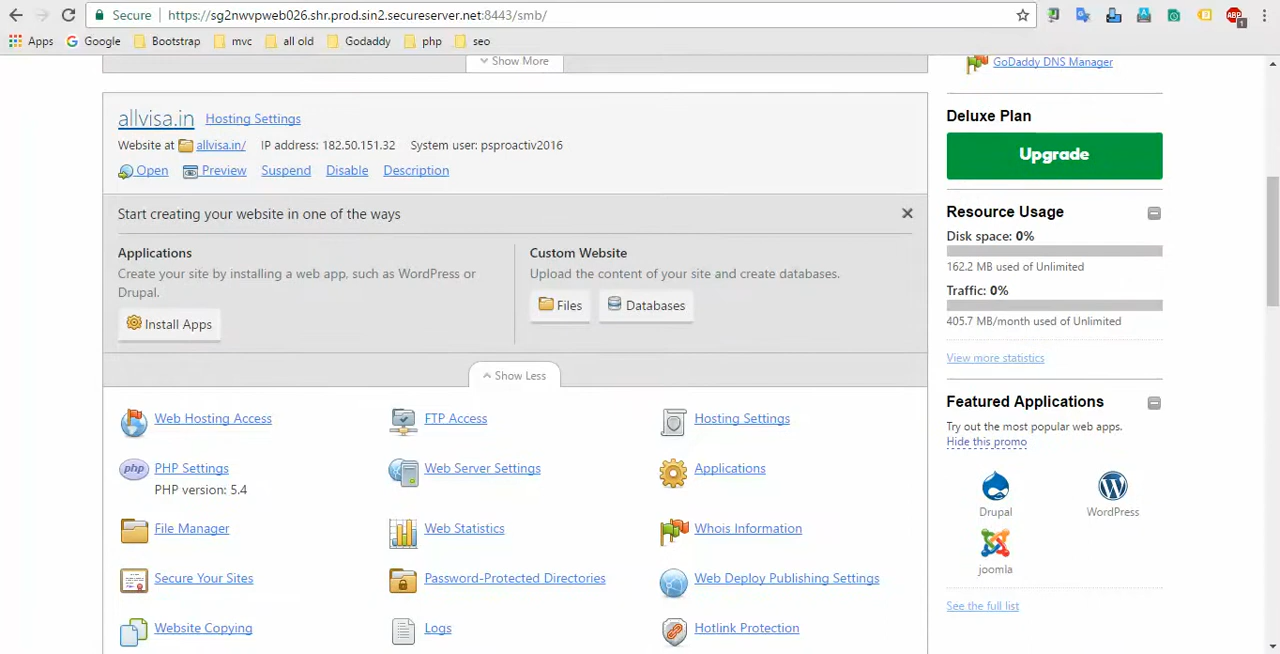 Secure https://sg2nwvpweb026.shr.prod.sin2.secureserver.net:8443/smb/
ABP
1
Apps Google Bootstrap mvc all old Godaddy php seo
Show More
GoDaddy DNS Manager
allvisa.in Hosting Settings
Website at allvisa.in/ IP address: 182.50.151.32 System user: psproactiv2016
Open Preview Suspend Disable Description
Start creating your website in one of the ways
Applications
Create your site by installing a web app, such as WordPress or
Drupal.
Install Apps
Custom Website
Upload the content of your site and create databases.
Files Databases
Show Less
Web Hosting Access FTP Access Hosting Settings
php PHP Settings Web Server Settings Applications
PHP version: 5.4
File Manager Web Statistics Whois Information
Secure Your Sites Password-Protected Directories Web Deploy Publishing Settings
Website Copying Logs Hotlink Protection
Deluxe Plan
Upgrade
Resource Usage
Disk space: 0%
162.2 MB used of Unlimited
Traffic: 0%
405.7 MB/month used of Unlimited
View more statistics
Featured Applications
Try out the most popular web apps.
Hide this promo
Drupal WordPress
joomla
See the full list